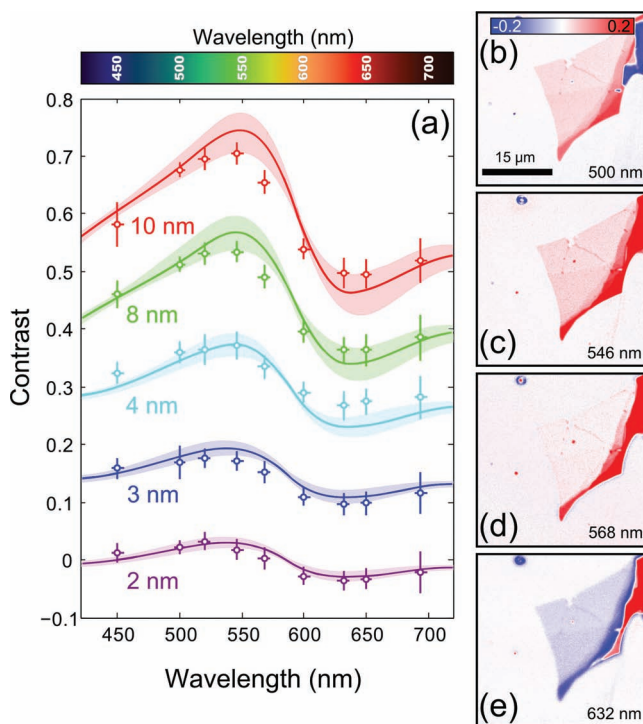 Wavelength (nm)
450 500 550 600 650 700
(a)
0.8
0.7
0.6
0.5
0.4
0.3
0.2
0.1
0
−0.1
Contrast
10 nm
8 nm
4 nm
3 nm
2 nm
450 500 550 600 650 700
Wavelength (nm)
-0.2 0.2
(b)
15 µm
500 nm
(c)
546 nm
(d)
568 nm
(e)
632 nm